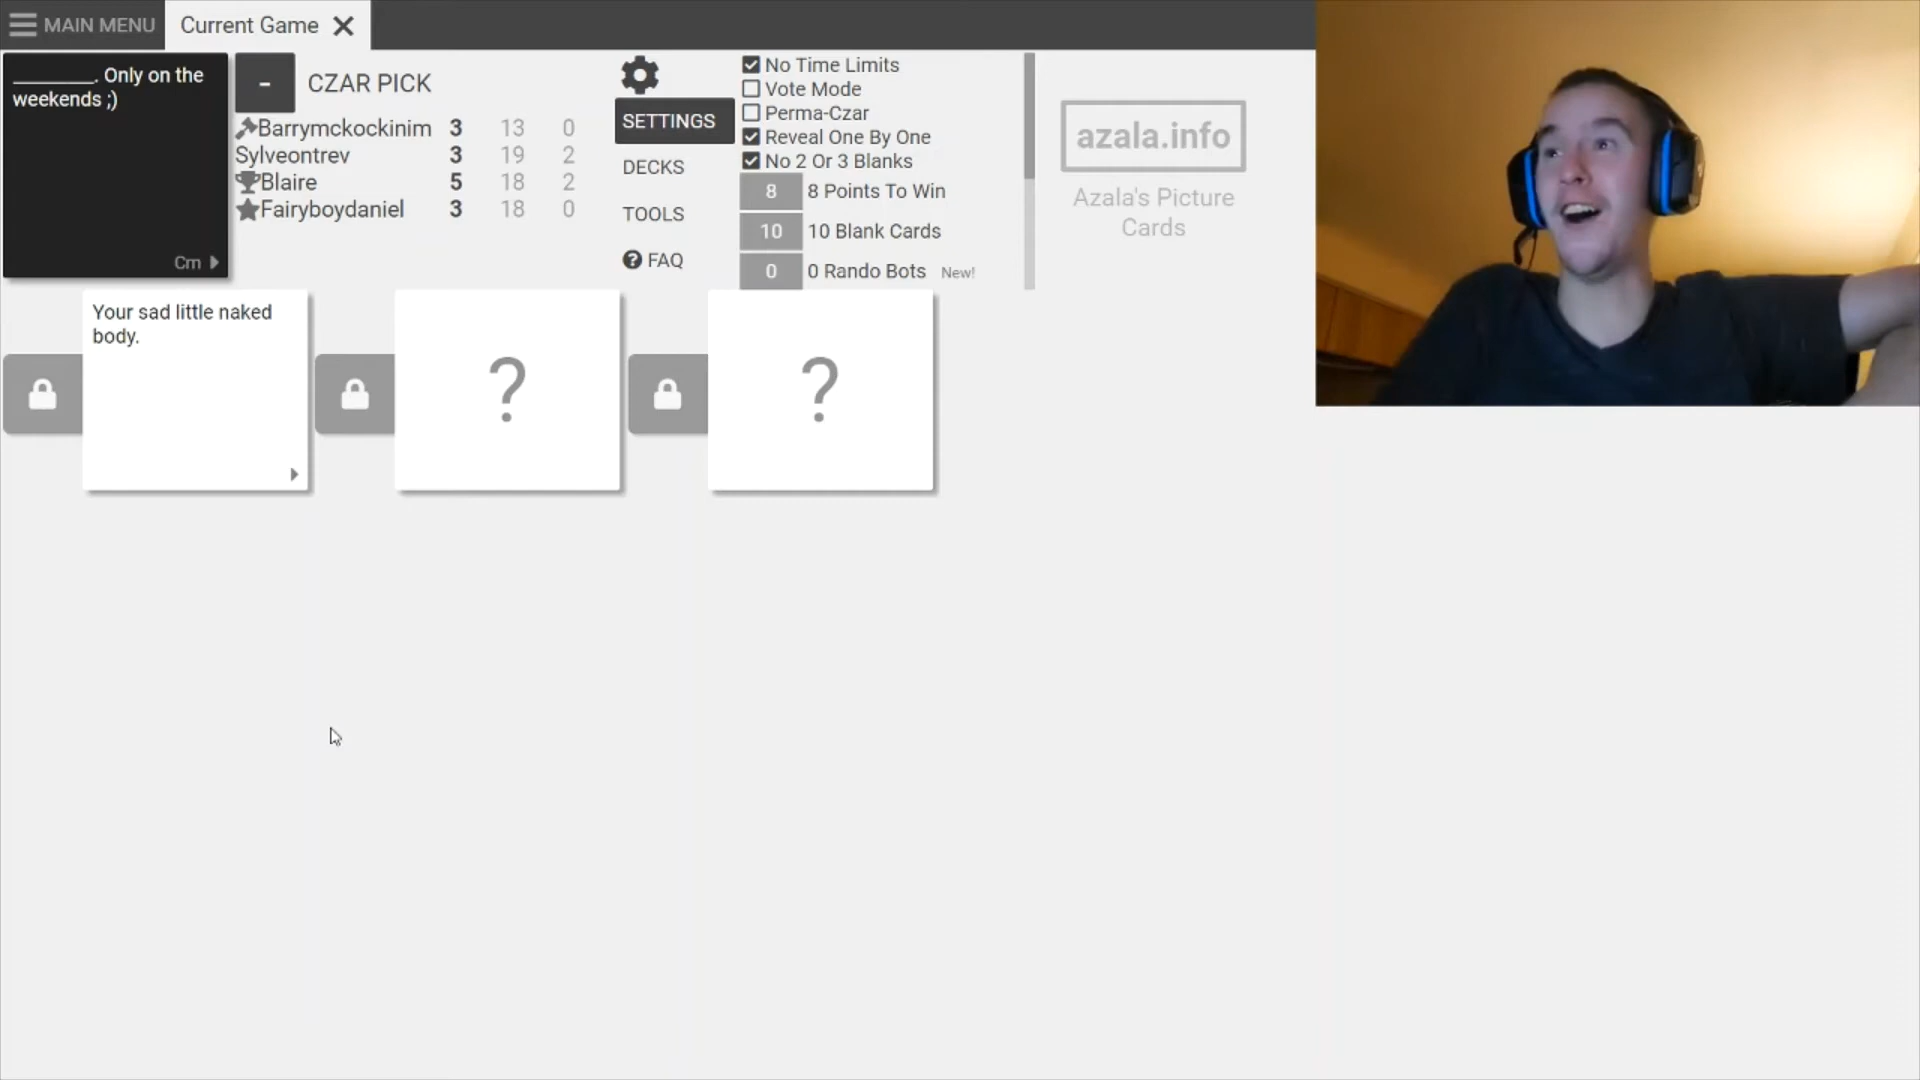 MAIN MENU
Current Game
________. Only on the
weekends ;)
Cm
-
CZAR PICK
Barrymckockinim 3 13 0
Sylveontrev 3 19 2
Blaire 5 18 2
Fairyboydaniel 3 18 0
SETTINGS
DECKS
TOOLS
? FAQ
No Time Limits
Vote Mode
Perma-Czar
Reveal One By One
No 2 Or 3 Blanks
8 8 Points To Win
10 10 Blank Cards
0 0 Rando Bots New!
azala.info
Azala's Picture
Cards
Your sad little naked
body.
?
?